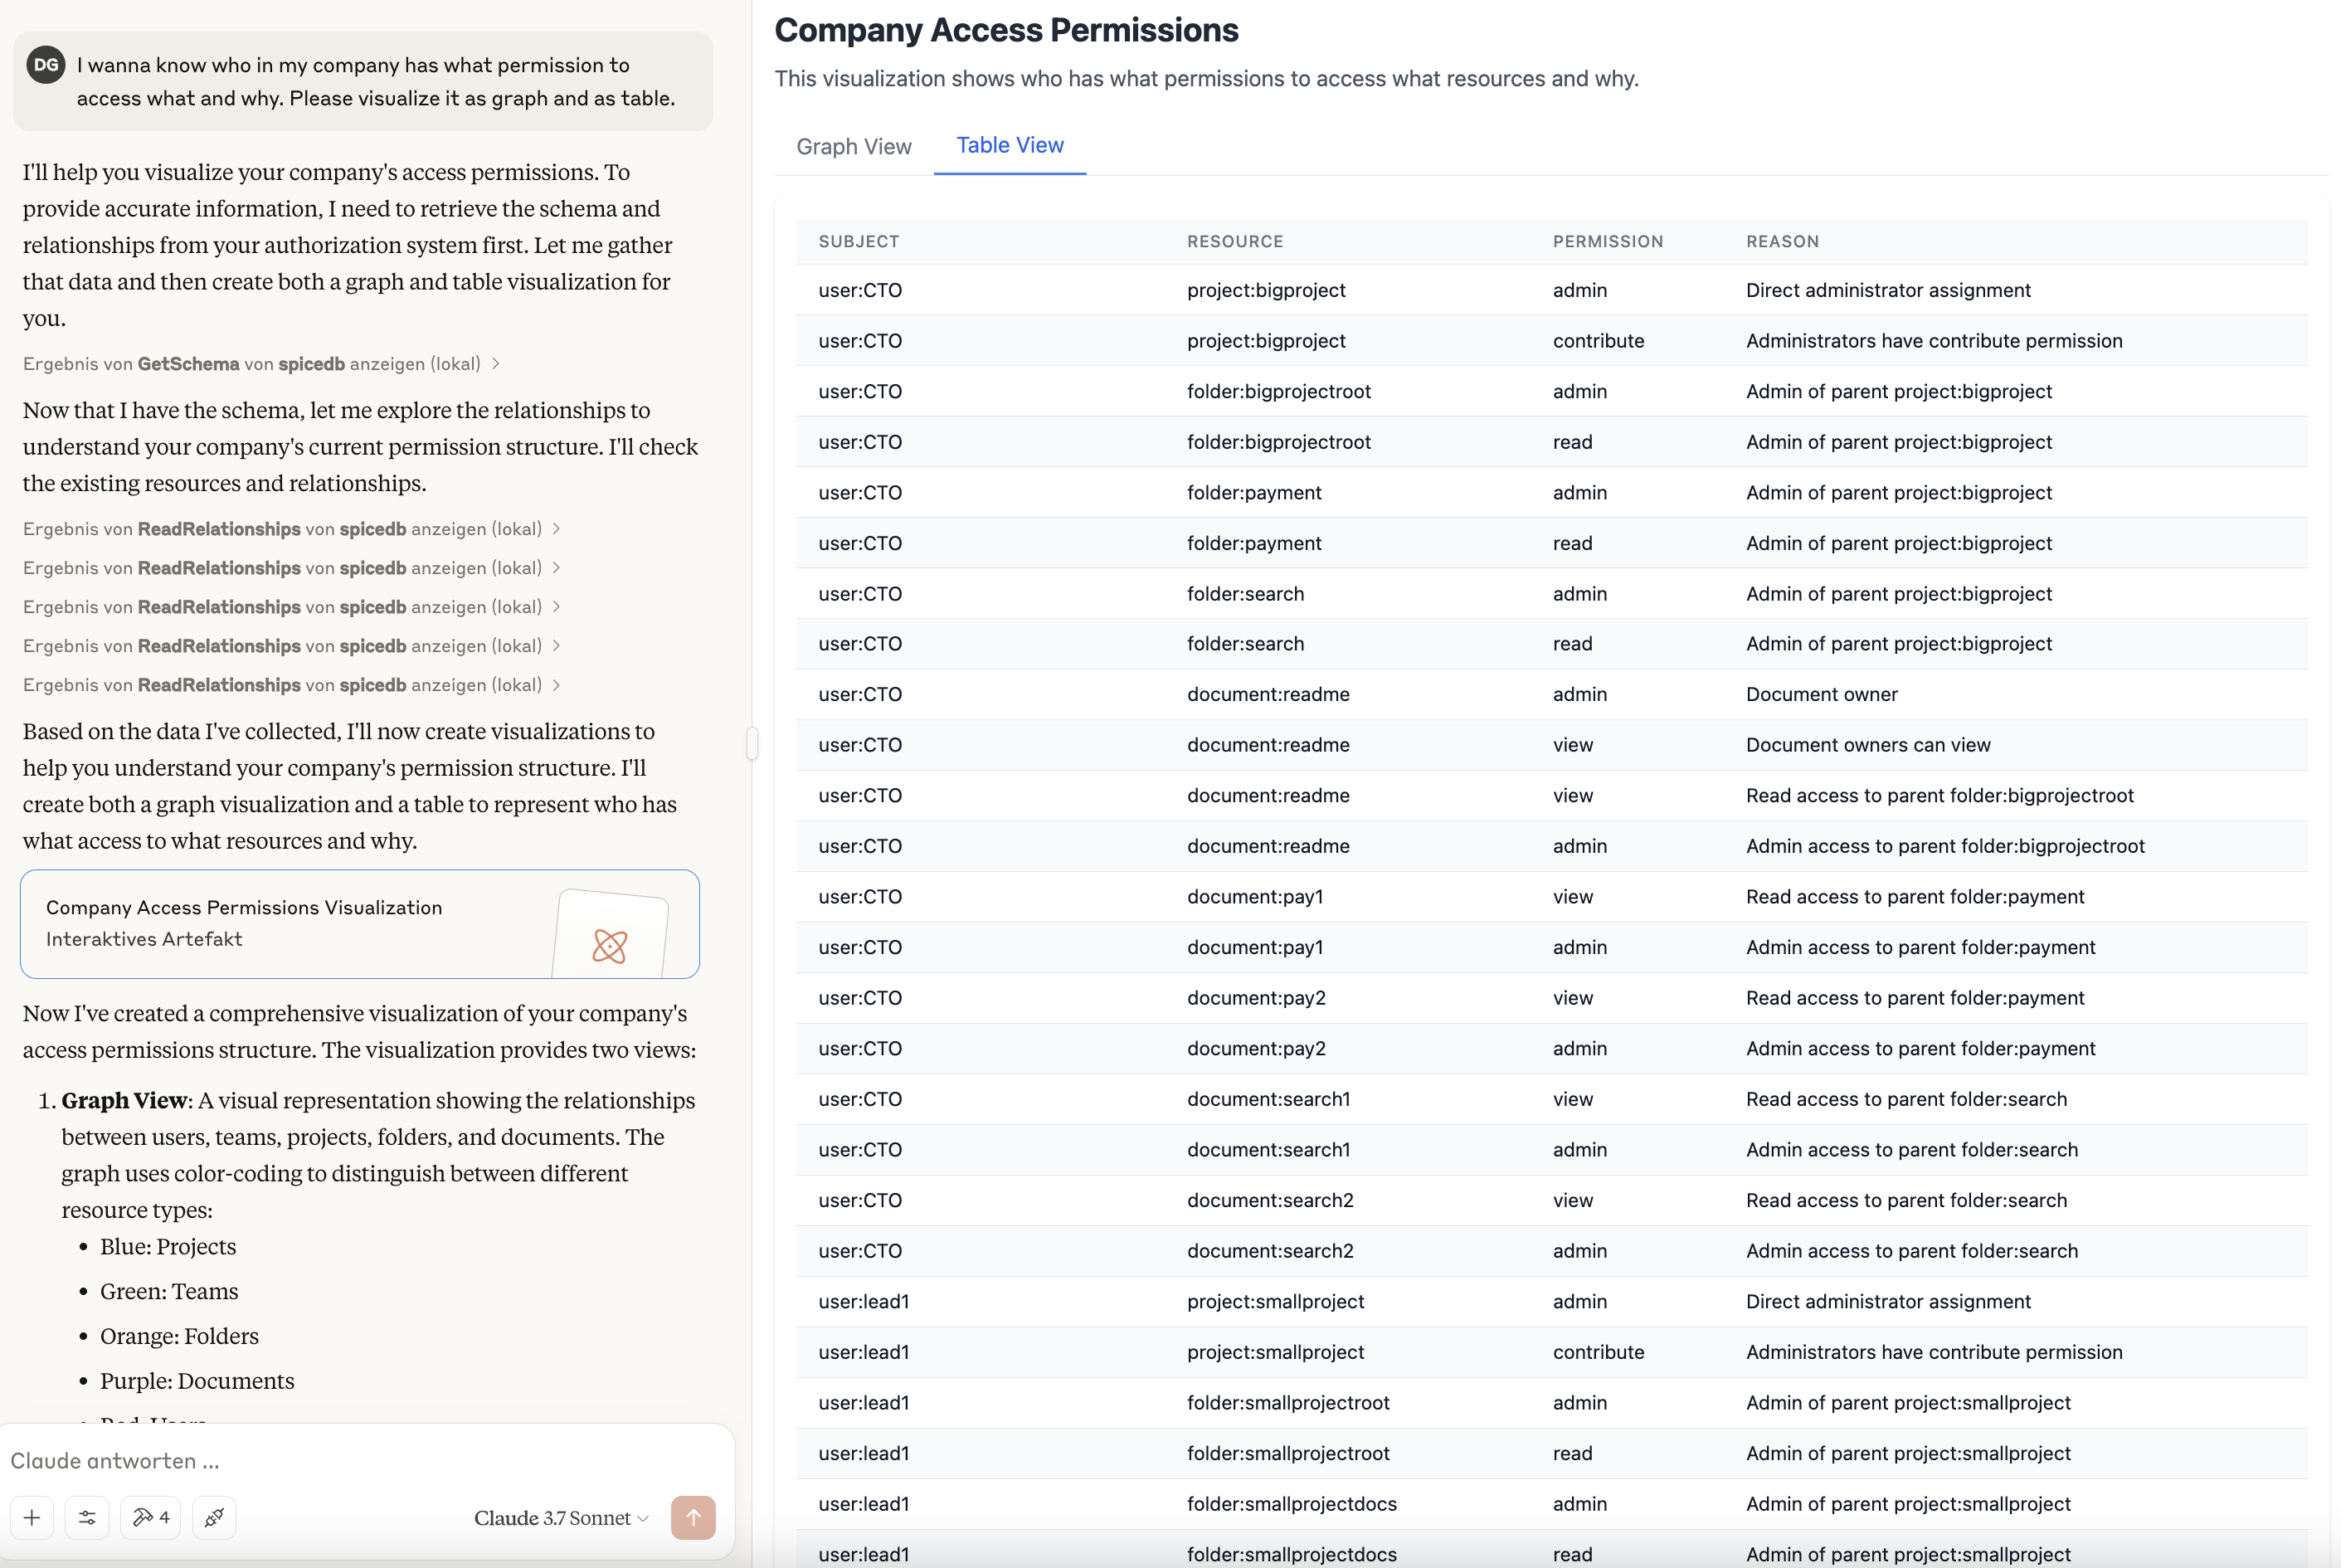 DG
I wanna know who in my company has what permission to
access what and why. Please visualize it as graph and as table.
I'll help you visualize your company's access permissions. To
provide accurate information, I need to retrieve the schema and
relationships from your authorization system first. Let me gather
that data and then create both a graph and table visualization for
you.
Ergebnis von GetSchema von spicedb anzeigen (lokal)
Now that I have the schema, let me explore the relationships to
understand your company's current permission structure. I'll check
the existing resources and relationships.
Ergebnis von ReadRelationships von spicedb anzeigen (lokal)
Ergebnis von ReadRelationships von spicedb anzeigen (lokal)
Ergebnis von ReadRelationships von spicedb anzeigen (lokal)
Ergebnis von ReadRelationships von spicedb anzeigen (lokal)
Ergebnis von ReadRelationships von spicedb anzeigen (lokal)
Based on the data I've collected, I'll now create visualizations to
help you understand your company's permission structure. I'll
create both a graph visualization and a table to represent who has
what access to what resources and why.
Company Access Permissions Visualization
Interaktives Artefakt
Now I've created a comprehensive visualization of your company's
access permissions structure. The visualization provides two views:
1. Graph View: A visual representation showing the relationships
between users, teams, projects, folders, and documents. The
graph uses color-coding to distinguish between different
resource types:
• Blue: Projects
• Green: Teams
• Orange: Folders
• Purple: Documents
• Red: Users
Claude antworten ...
4
Claude 3.7 Sonnet
Company Access Permissions
This visualization shows who has what permissions to access what resources and why.
Graph View Table View
SUBJECT RESOURCE PERMISSION REASON
user:CTO project:bigproject admin Direct administrator assignment
user:CTO project:bigproject contribute Administrators have contribute permission
user:CTO folder:bigprojectroot admin Admin of parent project:bigproject
user:CTO folder:bigprojectroot read Admin of parent project:bigproject
user:CTO folder:payment admin Admin of parent project:bigproject
user:CTO folder:payment read Admin of parent project:bigproject
user:CTO folder:search admin Admin of parent project:bigproject
user:CTO folder:search read Admin of parent project:bigproject
user:CTO document:readme admin Document owner
user:CTO document:readme view Document owners can view
user:CTO document:readme view Read access to parent folder:bigprojectroot
user:CTO document:readme admin Admin access to parent folder:bigprojectroot
user:CTO document:pay1 view Read access to parent folder:payment
user:CTO document:pay1 admin Admin access to parent folder:payment
user:CTO document:pay2 view Read access to parent folder:payment
user:CTO document:pay2 admin Admin access to parent folder:payment
user:CTO document:search1 view Read access to parent folder:search
user:CTO document:search1 admin Admin access to parent folder:search
user:CTO document:search2 view Read access to parent folder:search
user:CTO document:search2 admin Admin access to parent folder:search
user:lead1 project:smallproject admin Direct administrator assignment
user:lead1 project:smallproject contribute Administrators have contribute permission
user:lead1 folder:smallprojectroot admin Admin of parent project:smallproject
user:lead1 folder:smallprojectroot read Admin of parent project:smallproject
user:lead1 folder:smallprojectdocs admin Admin of parent project:smallproject
user:lead1 folder:smallprojectdocs read Admin of parent project:smallproject